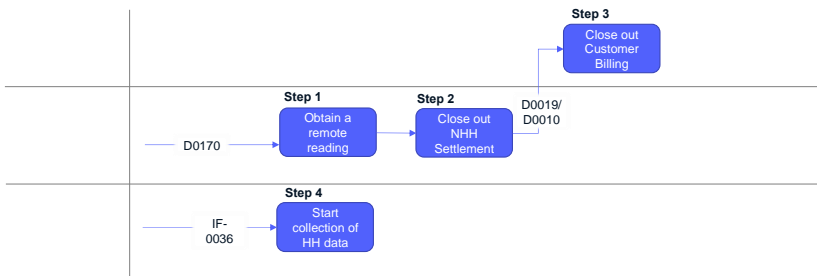 Step 3
Close out
Customer
Billing
Step 1
Step 2
D0019/
D0010
Obtain a
remote
reading
Close out
NHH
Settlement
D0170
Step 4
IF-
0036
Start
collection of
HH data